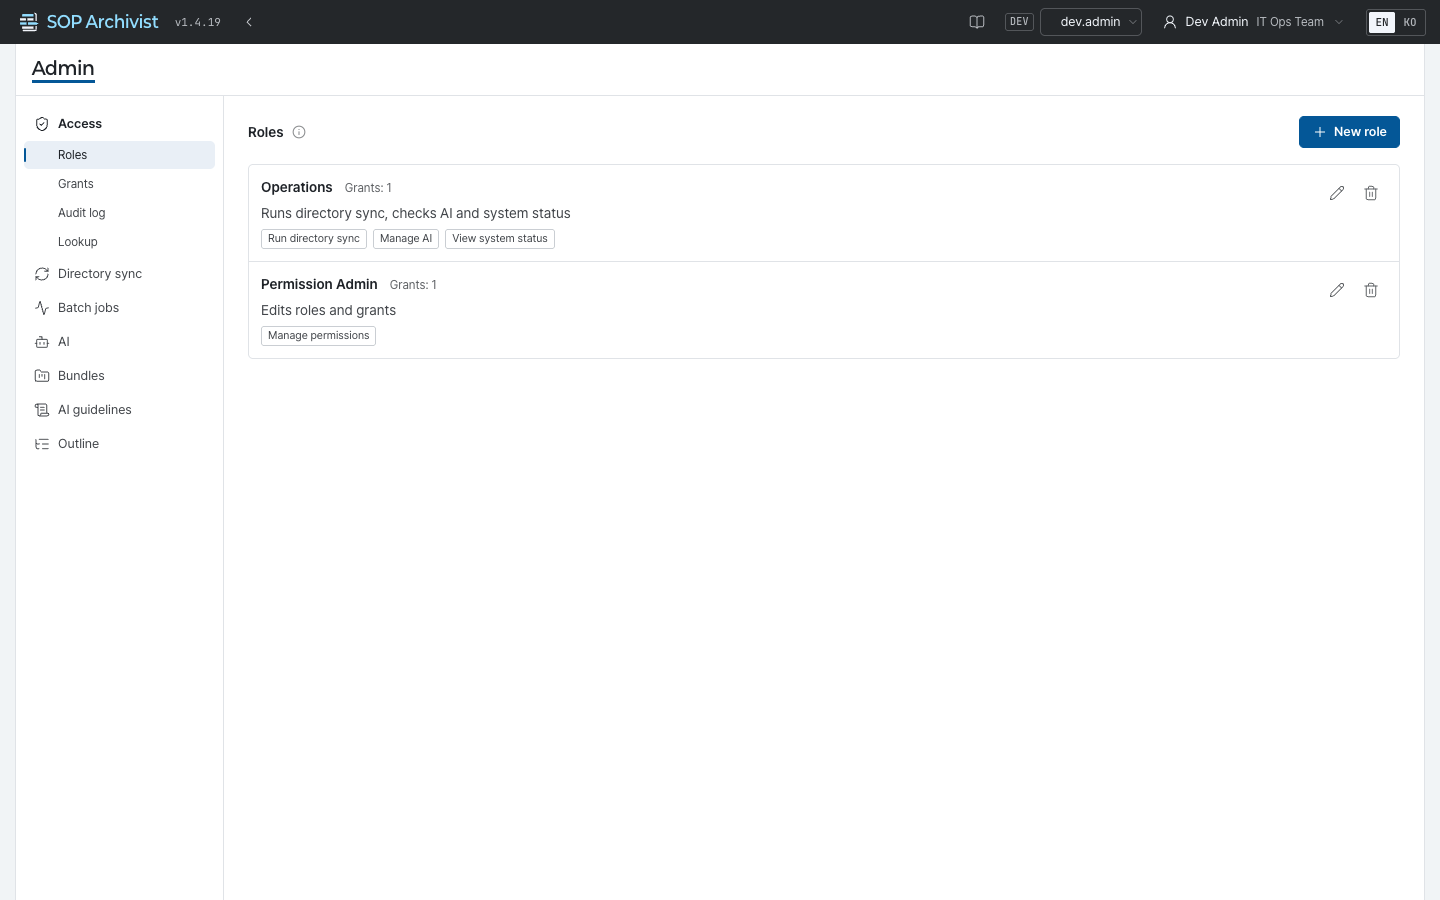 SOP Archivist v1.4.19 DEV dev.admin Dev Admin IT Ops Team EN KO
Admin
Access
Roles
Grants
Audit log
Lookup
Directory sync
Batch jobs
AI
Bundles
AI guidelines
Outline
Roles
New role
Operations Grants: 1
Runs directory sync, checks AI and system status
Run directory sync Manage AI View system status
Permission Admin Grants: 1
Edits roles and grants
Manage permissions